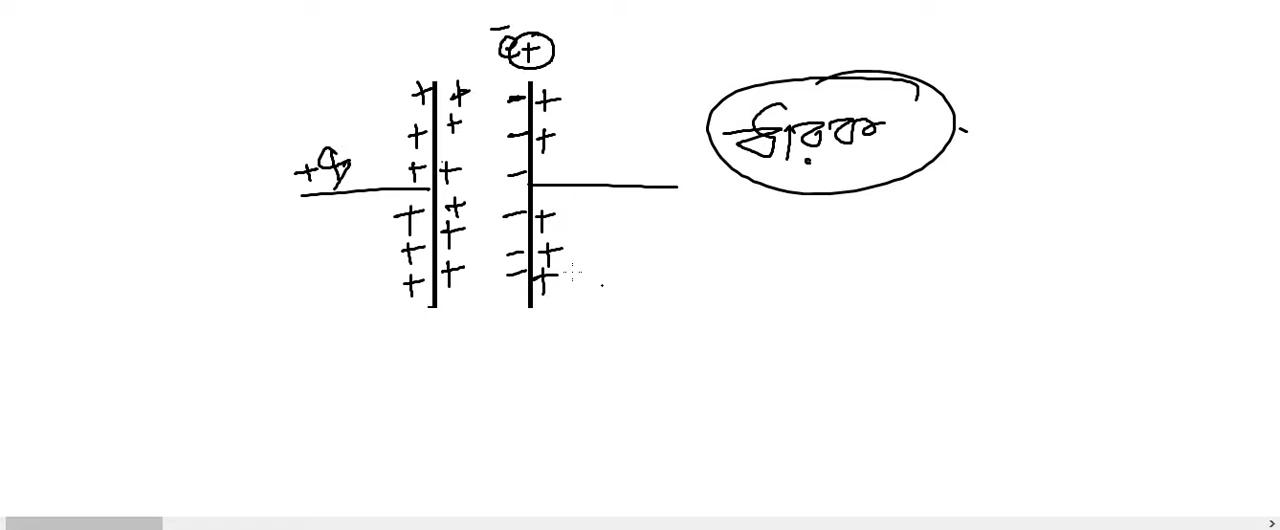 e⁻ +
+ + - +
+ + - +
ধারক
+Q
+ + -
+ + - +
+ + - +
+ + - +